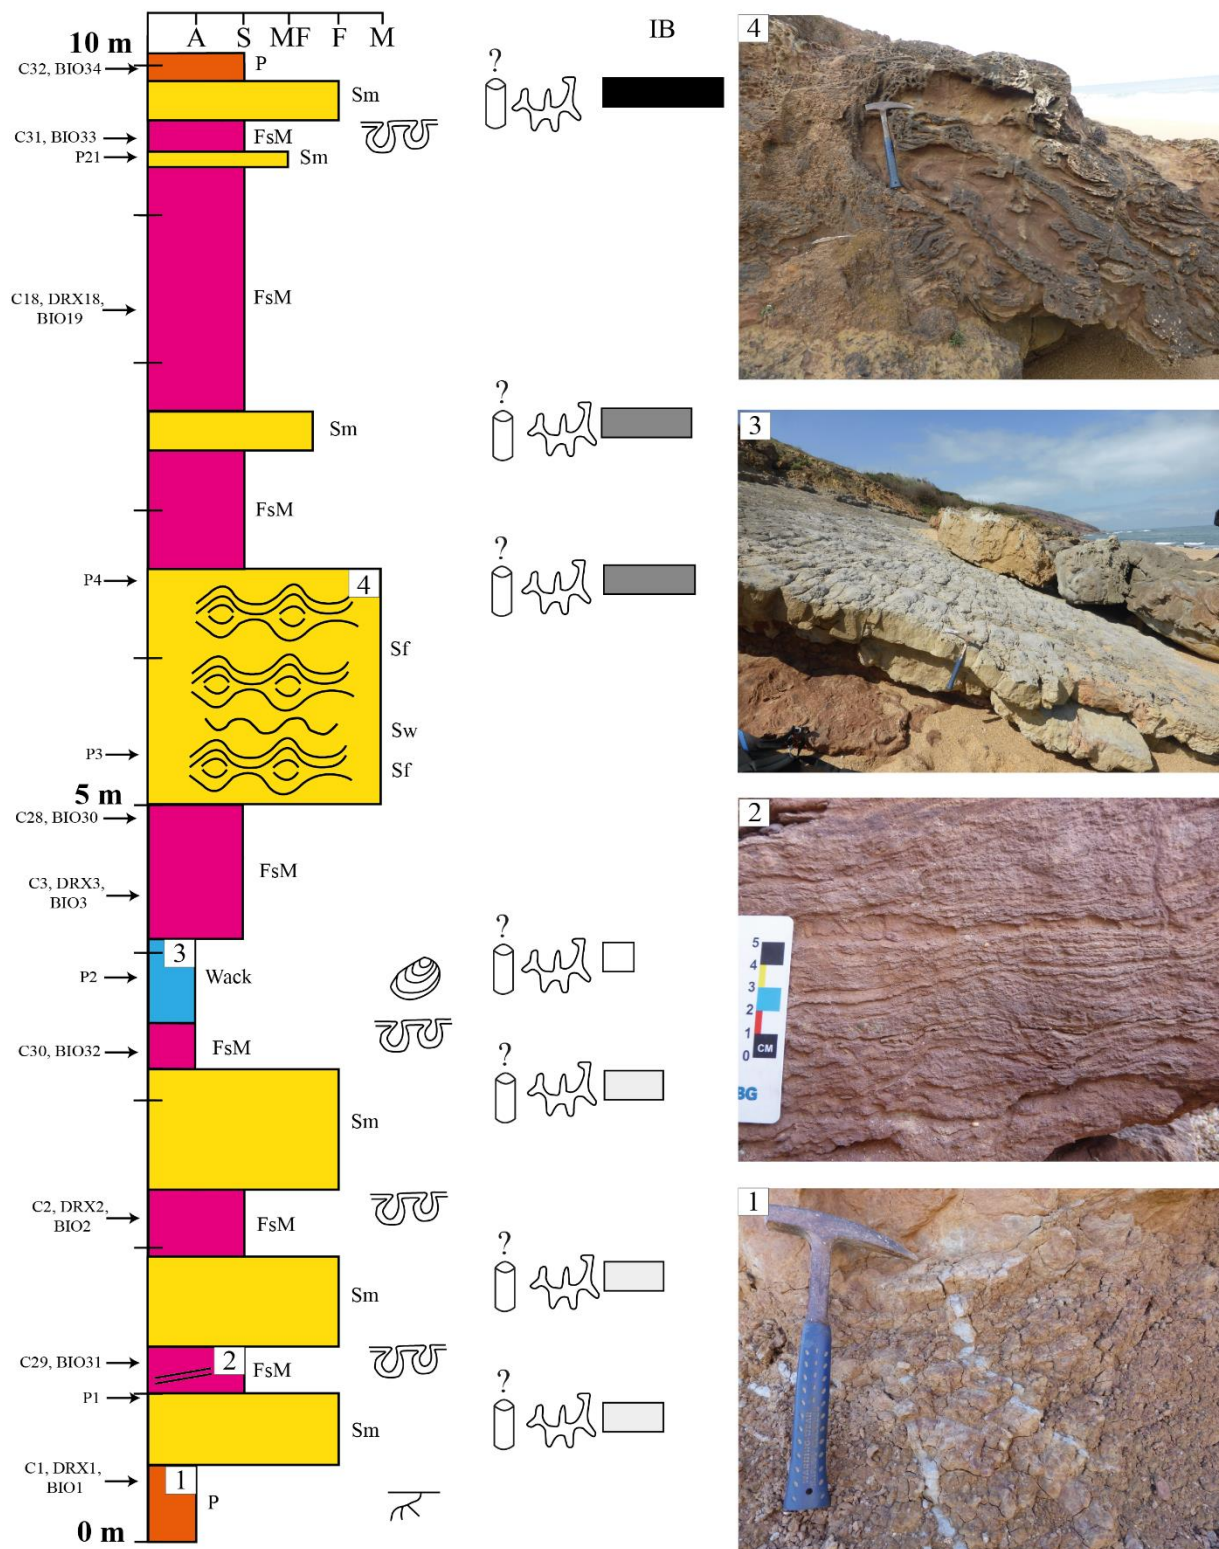 A S MF F M
IB
10 m
C32, BIO34
P
?
Sm
C31, BIO33
FsM
P21
Sm
C18, DRX18,
BIO19
FsM
?
Sm
FsM
?
P4
4
Sf
Sw
P3
Sf
5 m
C28, BIO30
FsM
C3, DRX3,
BIO3
?
3
P2
Wack
C30, BIO32
FsM
?
Sm
C2, DRX2,
BIO2
FsM
?
Sm
C29, BIO31
2
FsM
P1
?
Sm
C1, DRX1,
BIO1
1
P
0 m
4
3
2
5
4
3
2
1
0 CM
BG
1